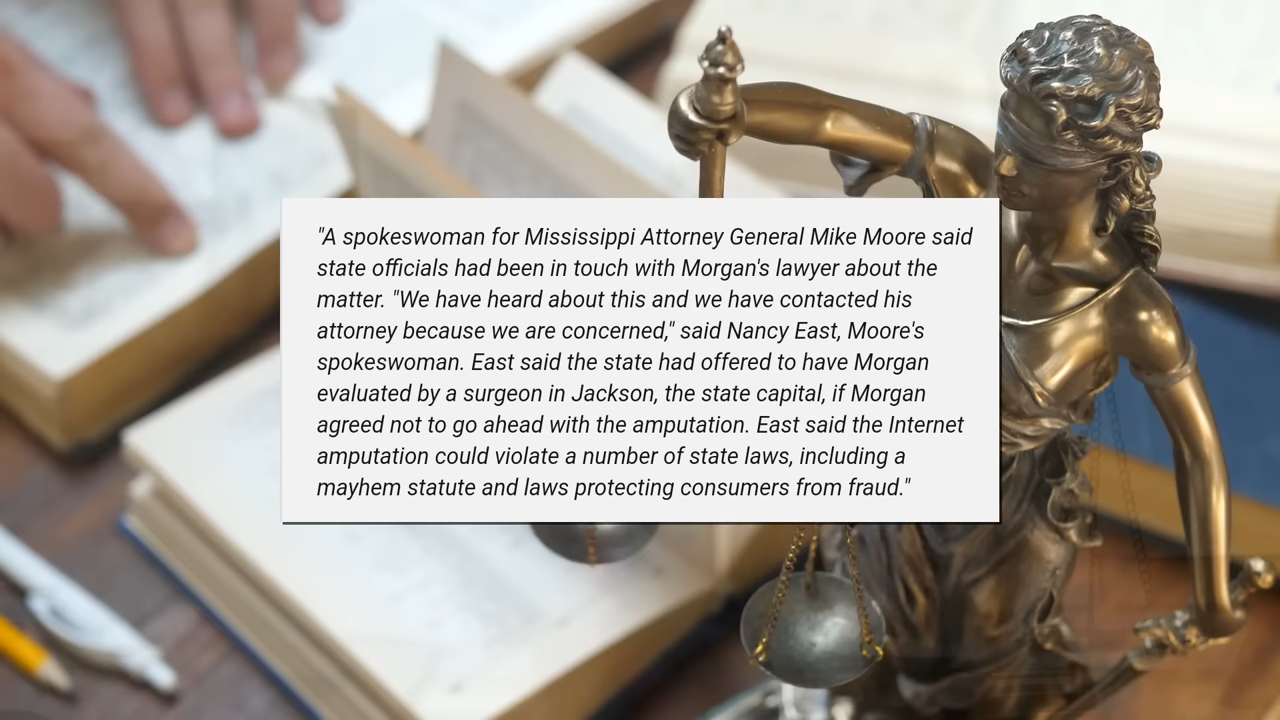 "A spokeswoman for Mississippi Attorney General Mike Moore said
state officials had been in touch with Morgan's lawyer about the
matter. "We have heard about this and we have contacted his
attorney because we are concerned," said Nancy East, Moore's
spokeswoman. East said the state had offered to have Morgan
evaluated by a surgeon in Jackson, the state capital, if Morgan
agreed not to go ahead with the amputation. East said the Internet
amputation could violate a number of state laws, including a
mayhem statute and laws protecting consumers from fraud."